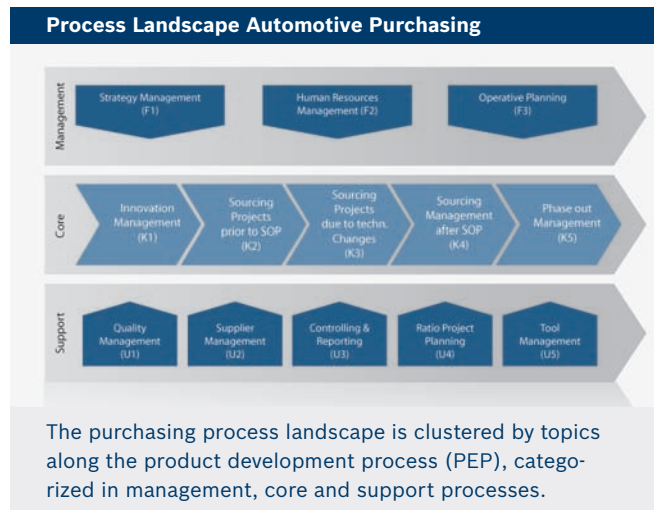 Process Landscape Automotive Purchasing
Management
Strategy Management
(F1)
Human Resources
Management (F2)
Operative Planning
(F3)
Core
Innovation
Management
(K1)
Sourcing
Projects
prior to SOP
(K2)
Sourcing
Projects
due to techn.
Changes
(K3)
Sourcing
Management
after SOP
(K4)
Phase out
Management
(K5)
Support
Quality
Management
(U1)
Supplier
Management
(U2)
Controlling &
Reporting
(U3)
Ratio Project
Planning
(U4)
Tool
Management
(U5)
The purchasing process landscape is clustered by topics
along the product development process (PEP), catego-
rized in management, core and support processes.